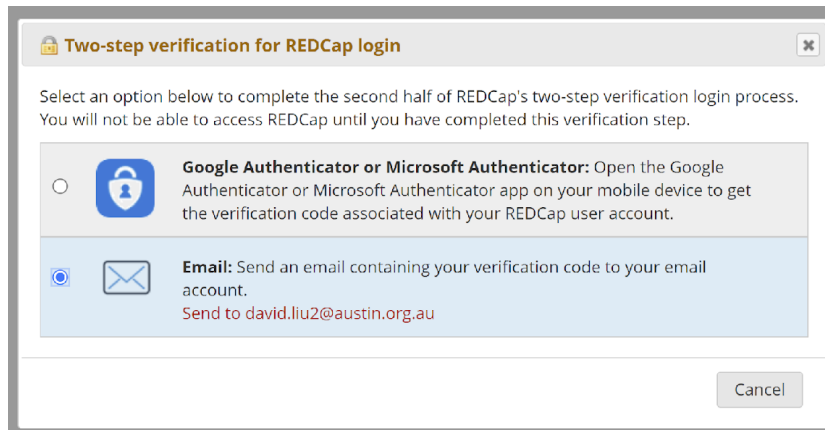 Two-step verification for REDCap login
Select an option below to complete the second half of REDCap's two-step verification login process.
You will not be able to access REDCap until you have completed this verification step.
Google Authenticator or Microsoft Authenticator: Open the Google
Authenticator or Microsoft Authenticator app on your mobile device to get
the verification code associated with your REDCap user account.
Email: Send an email containing your verification code to your email
account.
Send to david.liu2@austin.org.au
Cancel